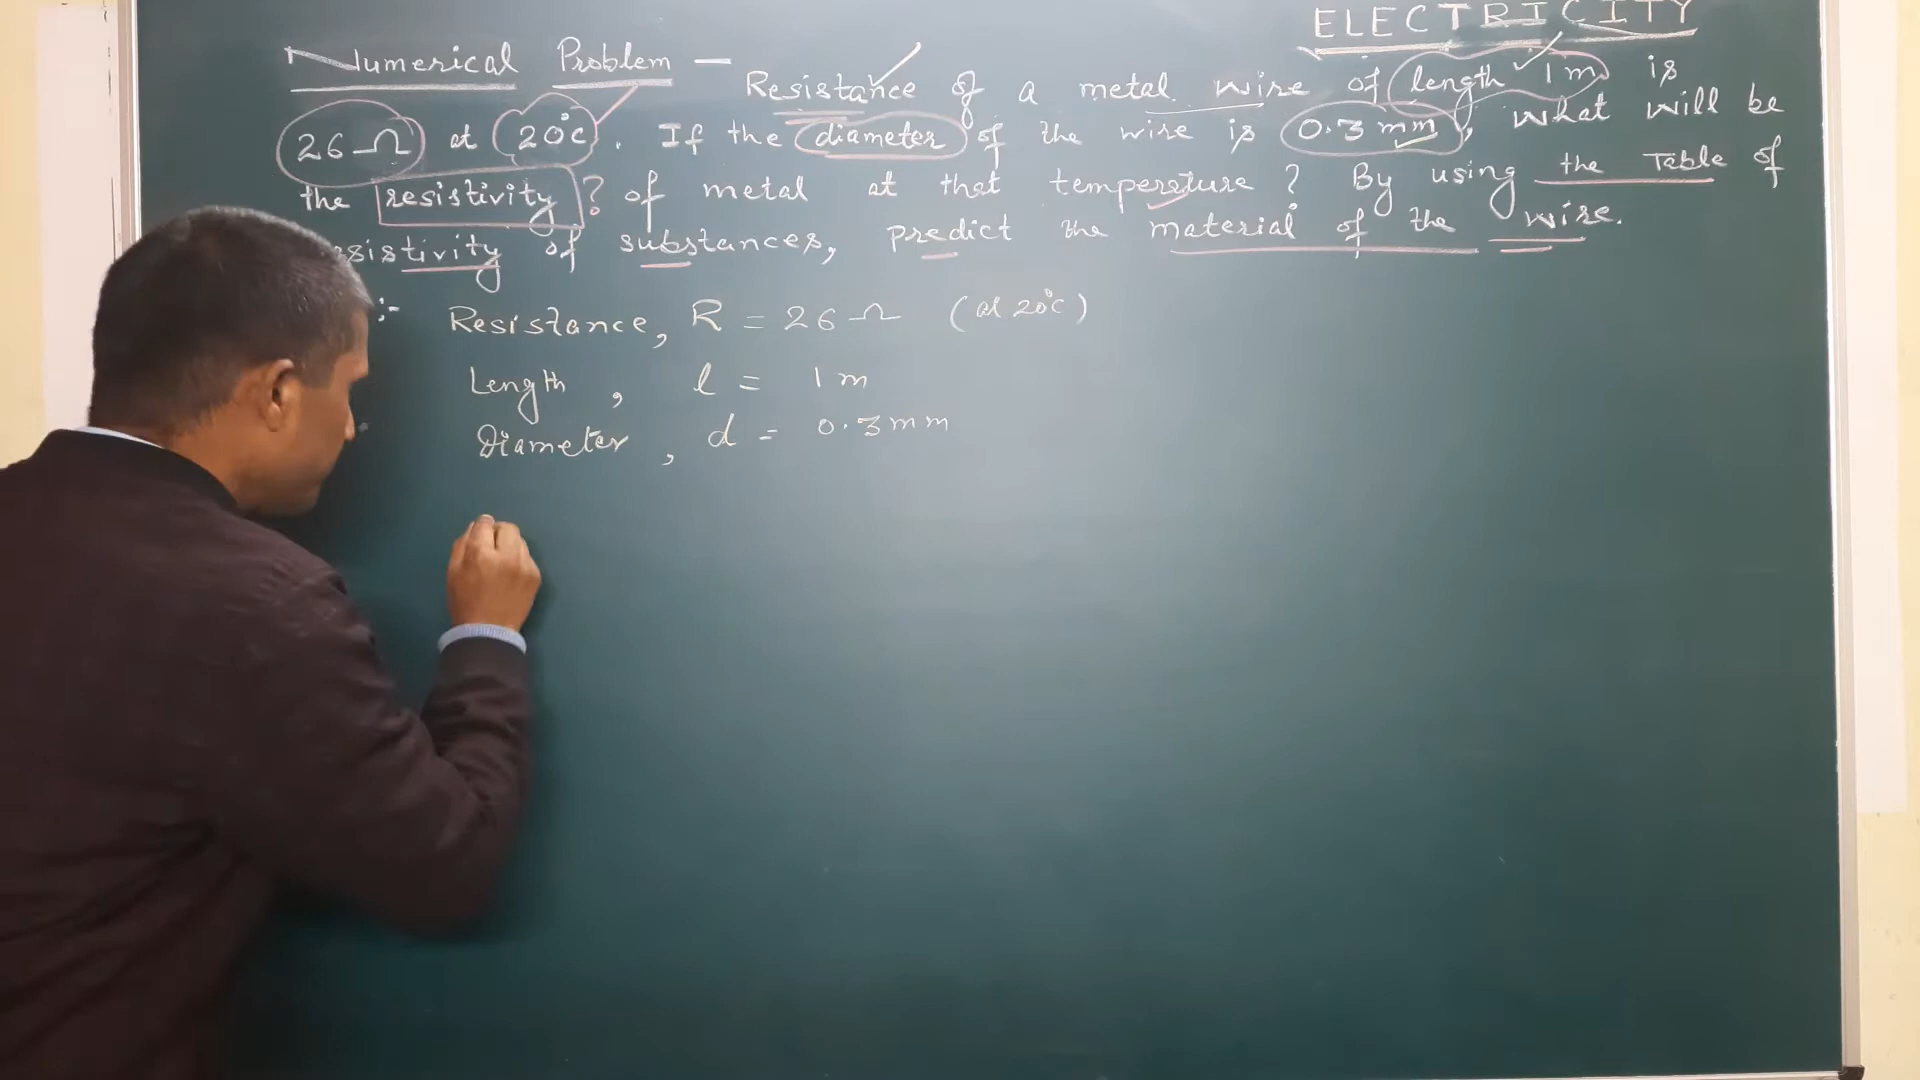 ELECTRICITY
Numerical Problem — Resistance of a metal wire of length 1 m is
26 Ω at 20°C. If the diameter of the wire is 0.3 mm, what will be
the resistivity? of metal at that temperature? By using the Table of
sistivity of substances, predict the material of the wire.
:- Resistance, R = 26 Ω (at 20°C)
Length, l = 1 m
Diameter, d = 0.3 mm